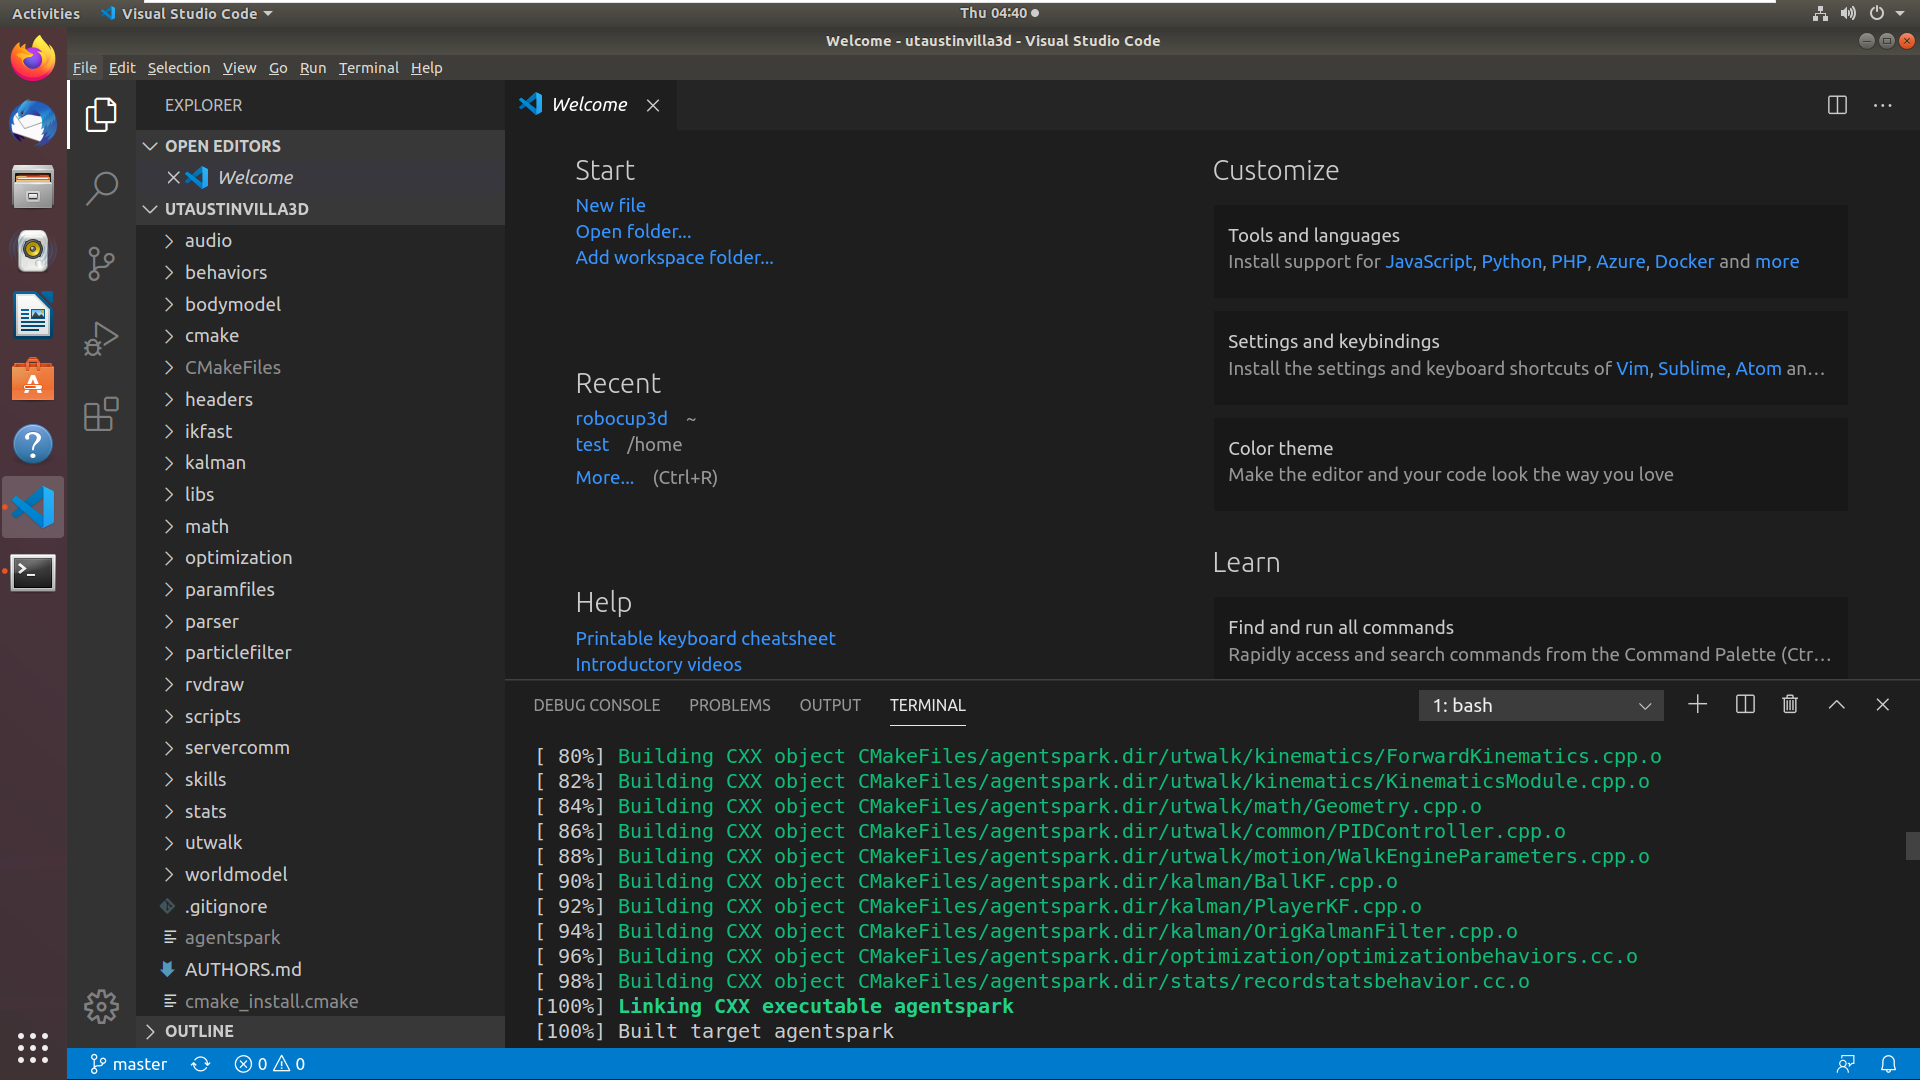 Activities
Visual Studio Code
Thu 04:40
Welcome - utaustinvilla3d - Visual Studio Code
File Edit Selection View Go Run Terminal Help
EXPLORER
OPEN EDITORS
Welcome
UTAUSTINVILLA3D
audio
behaviors
bodymodel
cmake
CMakeFiles
headers
ikfast
kalman
libs
math
optimization
paramfiles
parser
particlefilter
rvdraw
scripts
servercomm
skills
stats
utwalk
worldmodel
.gitignore
agentspark
AUTHORS.md
cmake_install.cmake
OUTLINE
Welcome
Start
New file
Open folder...
Add workspace folder...
Recent
robocup3d ~
test /home
More... (Ctrl+R)
Help
Printable keyboard cheatsheet
Introductory videos
Customize
Tools and languages
Install support for JavaScript, Python, PHP, Azure, Docker and more
Settings and keybindings
Install the settings and keyboard shortcuts of Vim, Sublime, Atom an...
Color theme
Make the editor and your code look the way you love
Learn
Find and run all commands
Rapidly access and search commands from the Command Palette (Ctr...
DEBUG CONSOLE PROBLEMS OUTPUT TERMINAL
1: bash
[ 80%] Building CXX object CMakeFiles/agentspark.dir/utwalk/kinematics/ForwardKinematics.cpp.o
[ 82%] Building CXX object CMakeFiles/agentspark.dir/utwalk/kinematics/KinematicsModule.cpp.o
[ 84%] Building CXX object CMakeFiles/agentspark.dir/utwalk/math/Geometry.cpp.o
[ 86%] Building CXX object CMakeFiles/agentspark.dir/utwalk/common/PIDController.cpp.o
[ 88%] Building CXX object CMakeFiles/agentspark.dir/utwalk/motion/WalkEngineParameters.cpp.o
[ 90%] Building CXX object CMakeFiles/agentspark.dir/kalman/BallKF.cpp.o
[ 92%] Building CXX object CMakeFiles/agentspark.dir/kalman/PlayerKF.cpp.o
[ 94%] Building CXX object CMakeFiles/agentspark.dir/kalman/OrigKalmanFilter.cpp.o
[ 96%] Building CXX object CMakeFiles/agentspark.dir/optimization/optimizationbehaviors.cc.o
[ 98%] Building CXX object CMakeFiles/agentspark.dir/stats/recordstatsbehavior.cc.o
[100%] Linking CXX executable agentspark
[100%] Built target agentspark
master 0 0